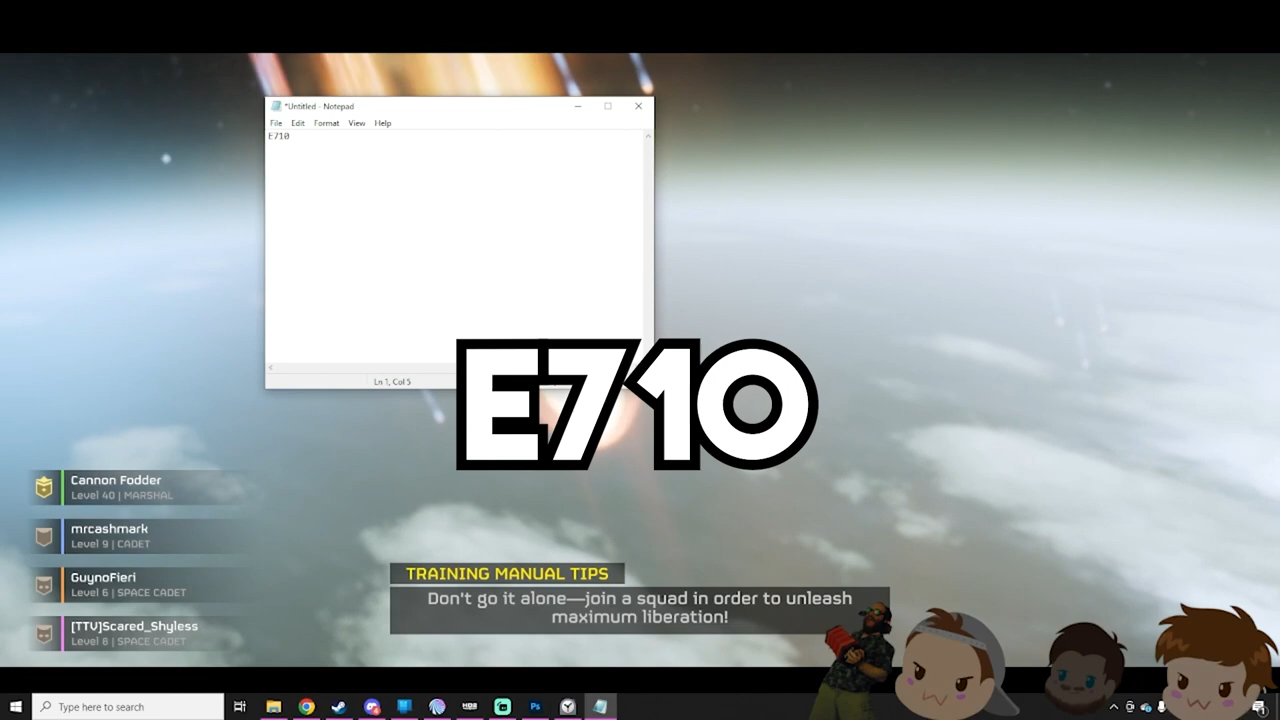 *Untitled - Notepad
File Edit Format View Help
E710
Ln 1, Col 5
E710
Cannon Fodder
Level 40 | MARSHAL
mrcashmark
Level 9 | CADET
GuynoFieri
Level 6 | SPACE CADET
[TTV]Scared_Shyless
Level 8 | SPACE CADET
TRAINING MANUAL TIPS
Don't go it alone—join a squad in order to unleash
maximum liberation!
Type here to search
Ps